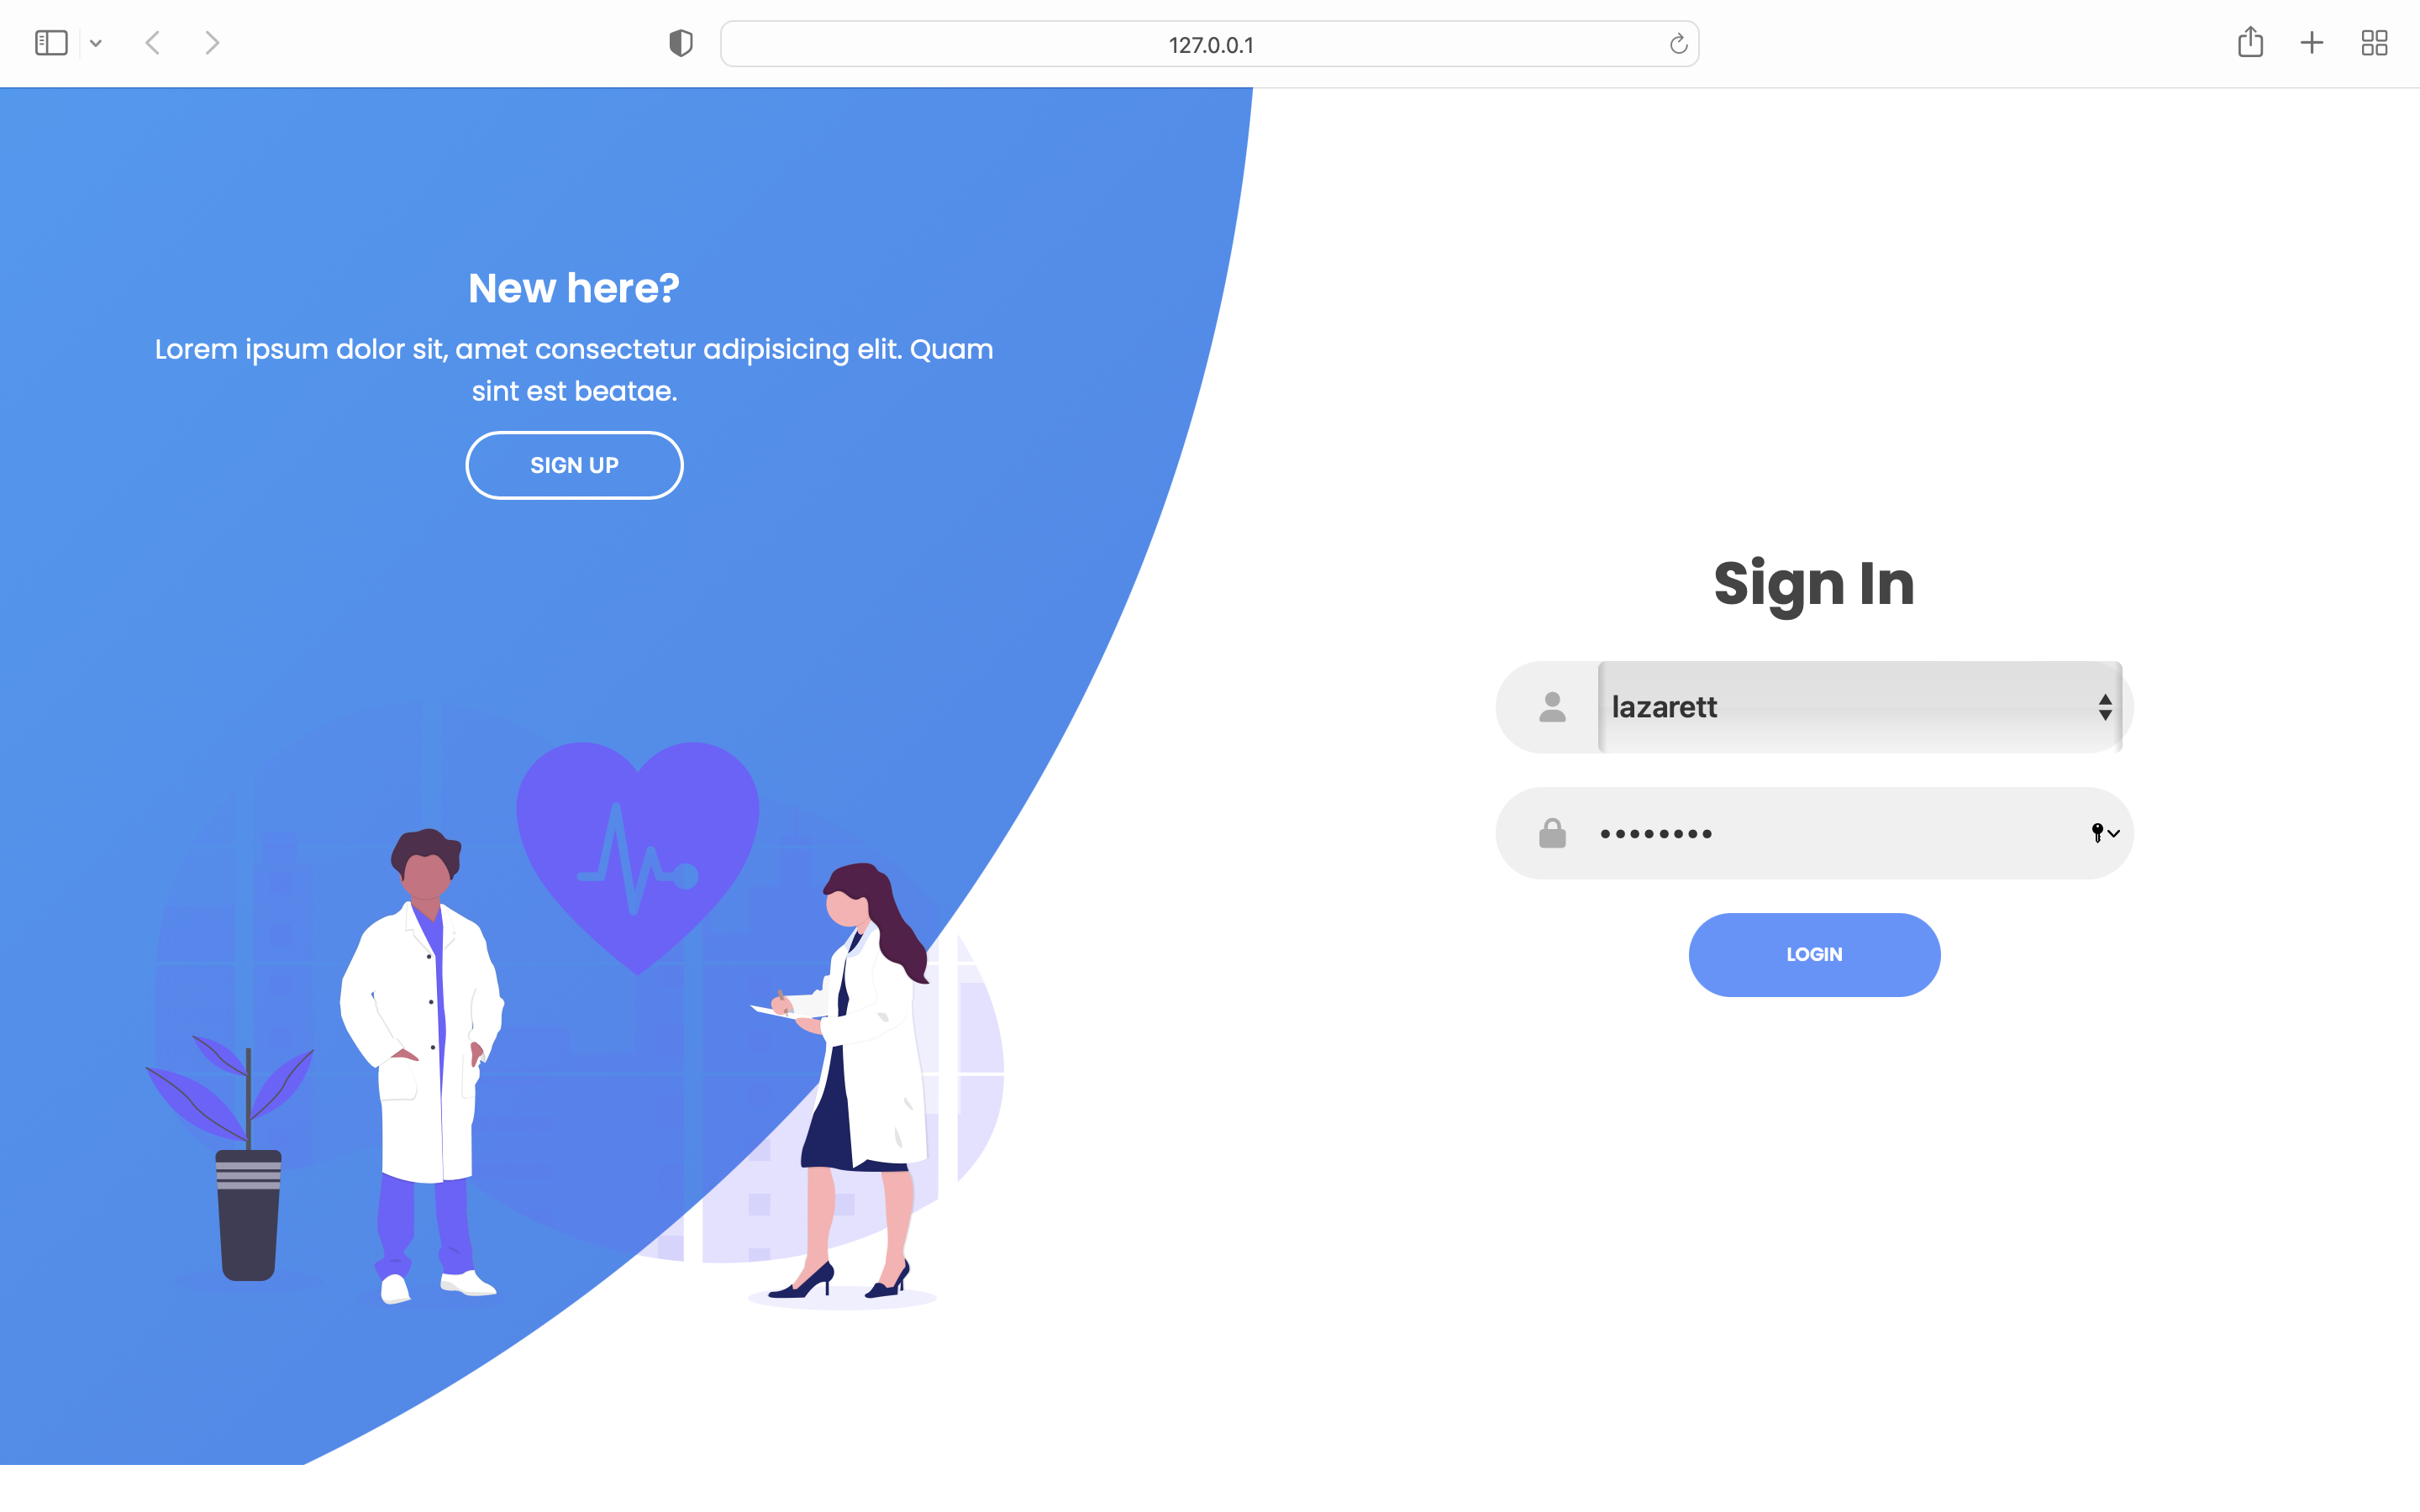 127.0.0.1
New here?
Lorem ipsum dolor sit, amet consectetur adipisicing elit. Quam
sint est beatae.
SIGN UP
Sign In
lazarett
••••••••
LOGIN